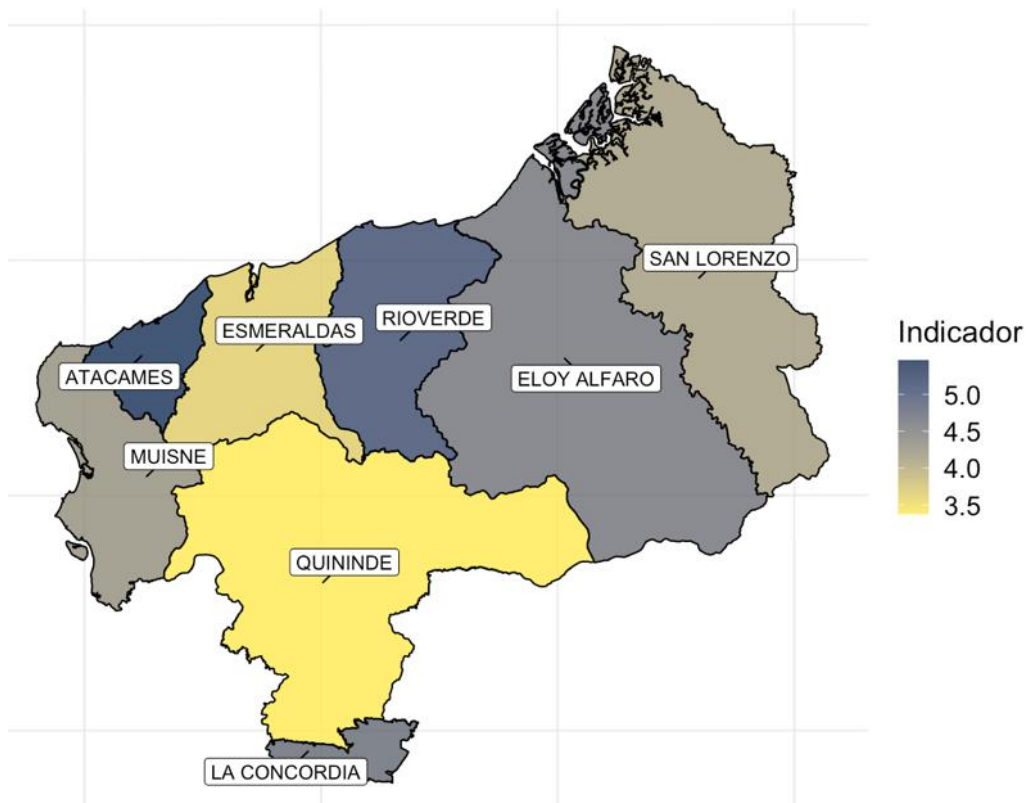 SAN LORENZO
RIOVERDE
ESMERALDAS
ATACAMES
ELOY ALFARO
MUISNE
QUININDE
LA CONCORDIA
Indicador
5.0
4.5
4.0
3.5